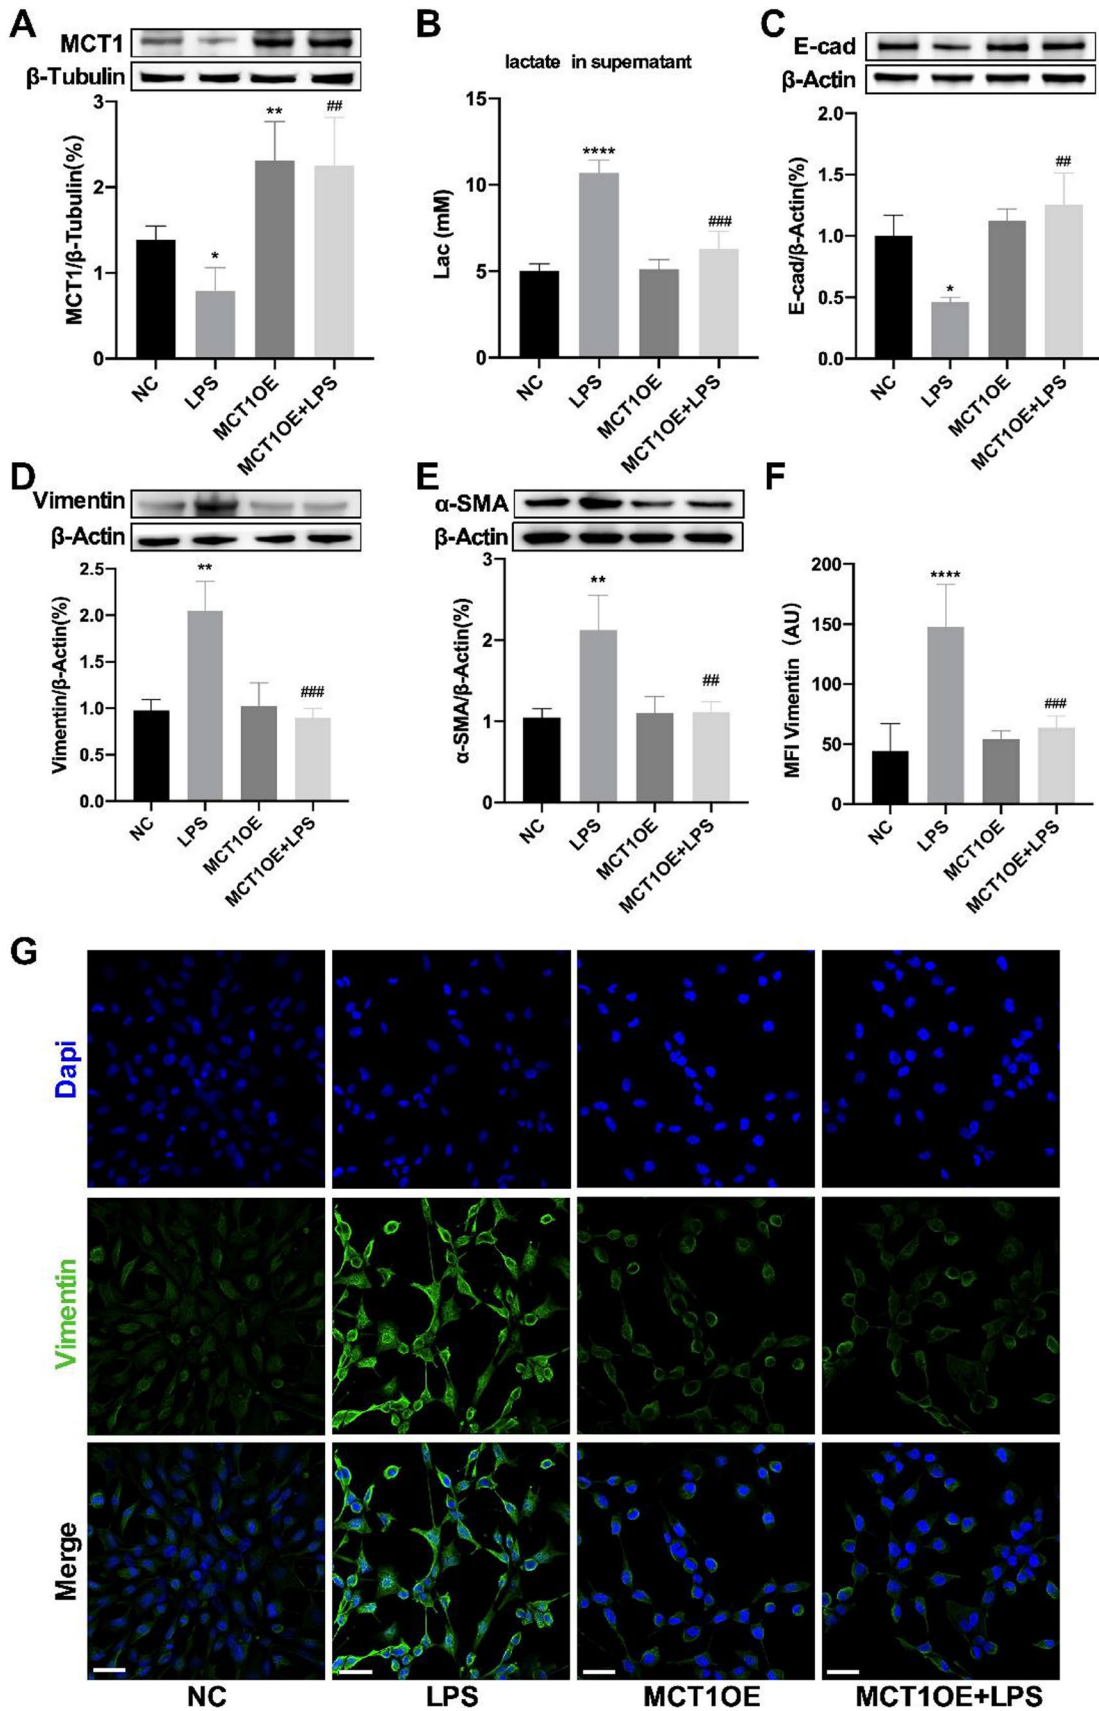 A
MCT1
β-Tubulin
MCT1/β-Tubulin(%)
3
2
1
0
*
**
##
NC
LPS
MCT1OE
MCT1OE+LPS
B
lactate in supernatant
Lac (mM)
15
10
5
0
****
###
NC
LPS
MCT1OE
MCT1OE+LPS
C
E-cad
β-Actin
E-cad/β-Actin(%)
2.0
1.5
1.0
0.5
0.0
*
##
NC
LPS
MCT1OE
MCT1OE+LPS
D
Vimentin
β-Actin
Vimentin/β-Actin(%)
2.5
2.0
1.5
1.0
0.5
0.0
**
###
NC
LPS
MCT1OE
MCT1OE+LPS
E
α-SMA
β-Actin
α-SMA/β-Actin(%)
3
2
1
0
**
##
NC
LPS
MCT1OE
MCT1OE+LPS
F
MFI Vimentin (AU)
200
150
100
50
0
****
###
NC
LPS
MCT1OE
MCT1OE+LPS
G
Dapi
Vimentin
Merge
NC
LPS
MCT1OE
MCT1OE+LPS